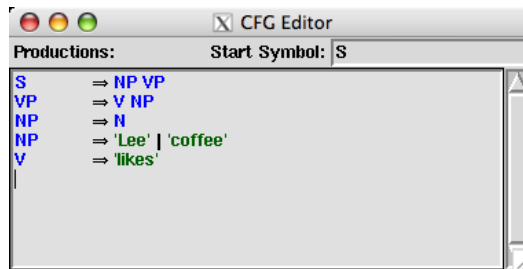 X CFG Editor
Productions: Start Symbol: S
S ⇒ NP VP
VP ⇒ V NP
NP ⇒ N
NP ⇒ 'Lee' | 'coffee'
V ⇒ 'likes'